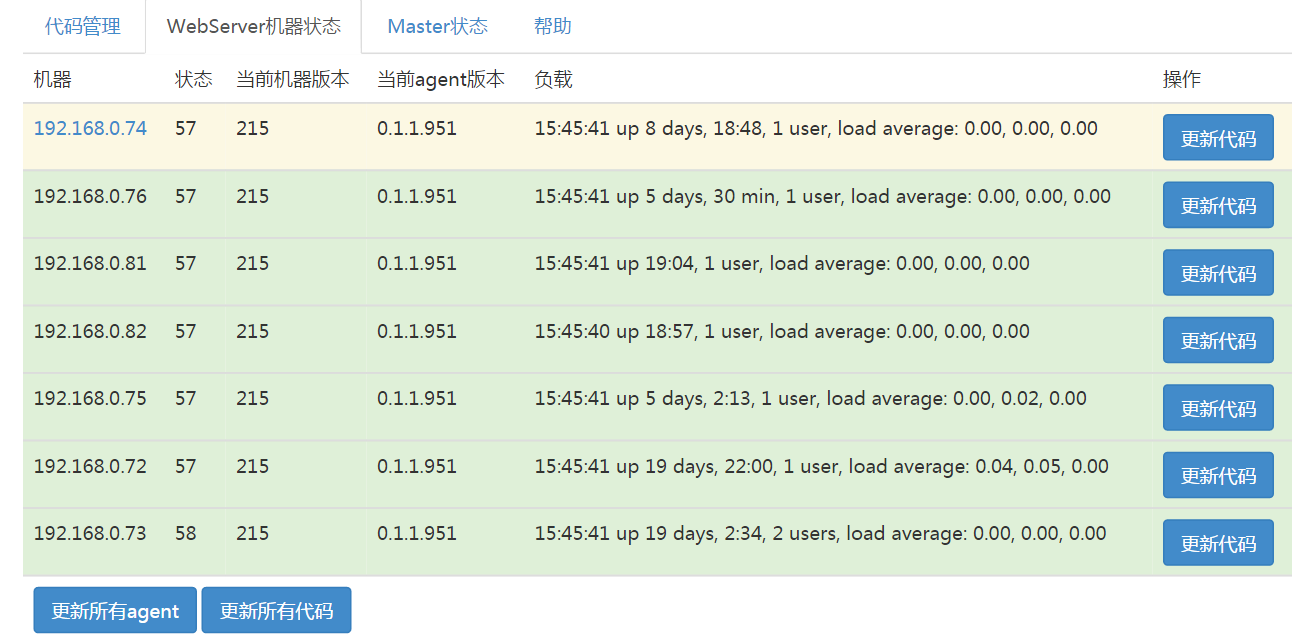 代码管理 WebServer机器状态 Master状态 帮助
机器 状态 当前机器版本 当前agent版本 负载 操作
192.168.0.74 57 215 0.1.1.951 15:45:41 up 8 days, 18:48, 1 user, load average: 0.00, 0.00, 0.00 更新代码
192.168.0.76 57 215 0.1.1.951 15:45:41 up 5 days, 30 min, 1 user, load average: 0.00, 0.00, 0.00 更新代码
192.168.0.81 57 215 0.1.1.951 15:45:41 up 19:04, 1 user, load average: 0.00, 0.00, 0.00 更新代码
192.168.0.82 57 215 0.1.1.951 15:45:40 up 18:57, 1 user, load average: 0.00, 0.00, 0.00 更新代码
192.168.0.75 57 215 0.1.1.951 15:45:41 up 5 days, 2:13, 1 user, load average: 0.00, 0.02, 0.00 更新代码
192.168.0.72 57 215 0.1.1.951 15:45:41 up 19 days, 22:00, 1 user, load average: 0.04, 0.05, 0.00 更新代码
192.168.0.73 58 215 0.1.1.951 15:45:41 up 19 days, 2:34, 2 users, load average: 0.00, 0.00, 0.00 更新代码
更新所有agent 更新所有代码